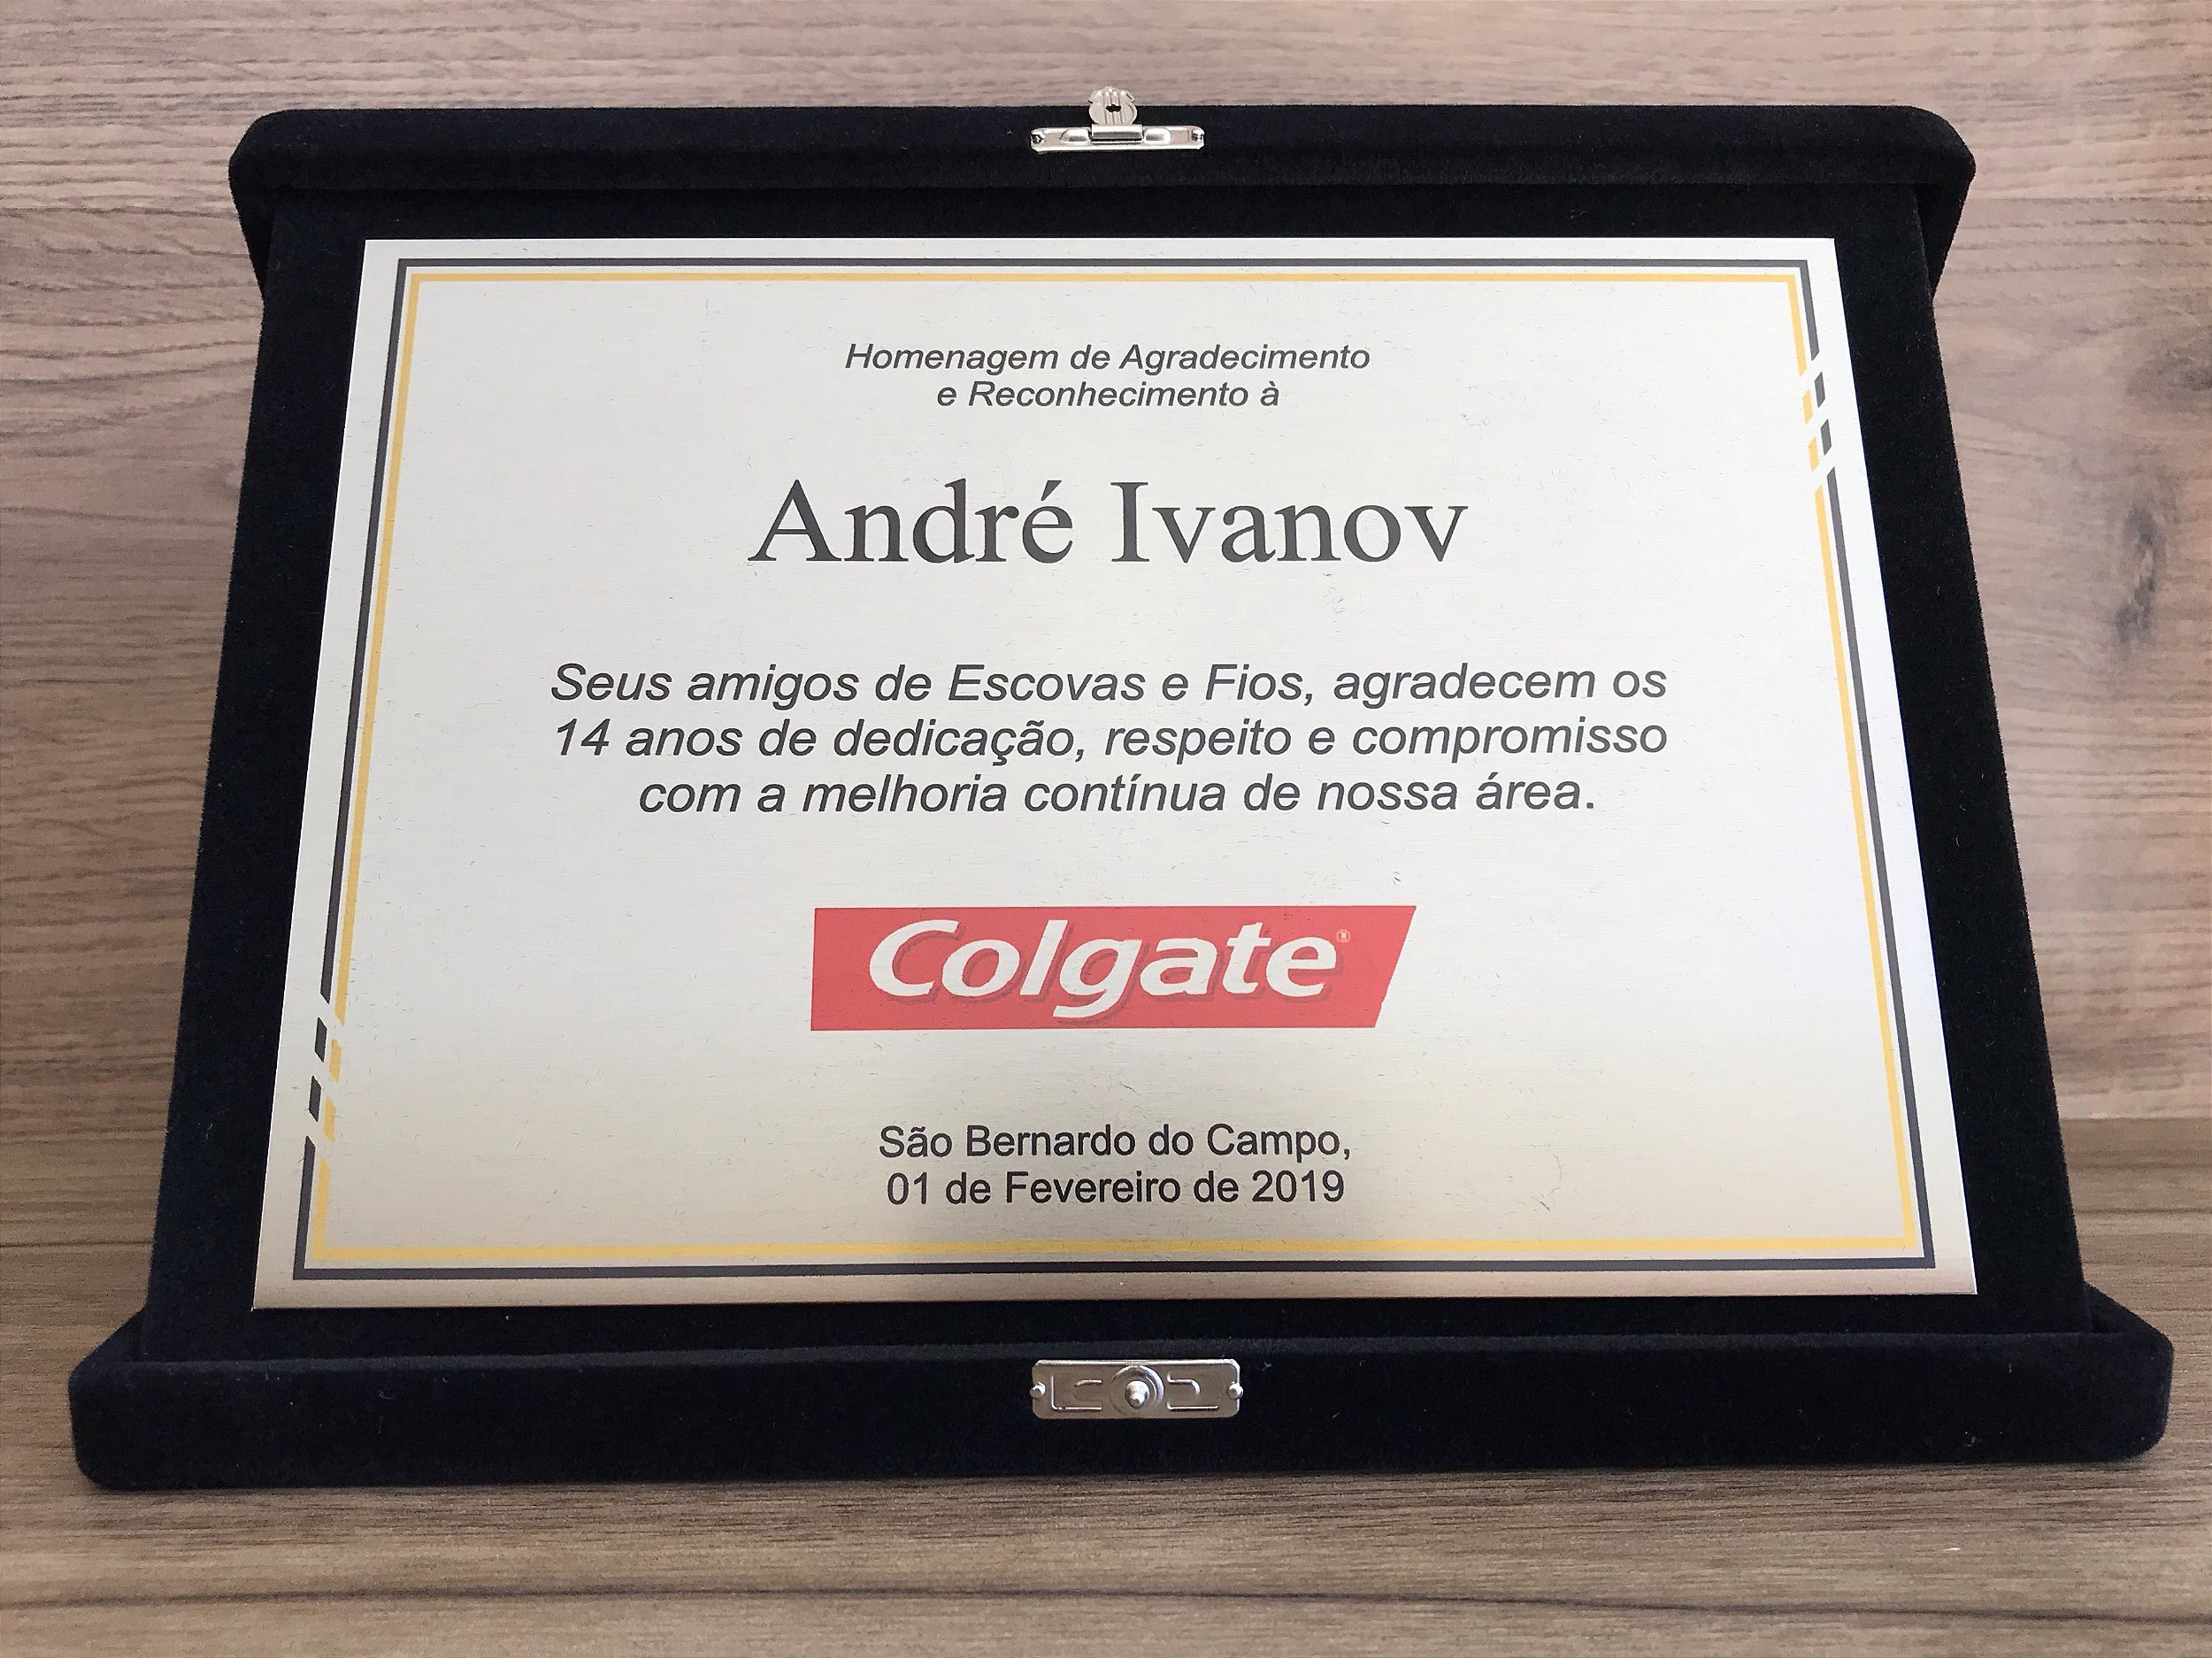 Homenagem de Agradecimento
e Reconhecimento à
André Ivanov
Seus amigos de Escovas e Fios, agradecem os
14 anos de dedicação, respeito e compromisso
com a melhoria contínua de nossa área.
Colgate®
São Bernardo do Campo,
01 de Fevereiro de 2019